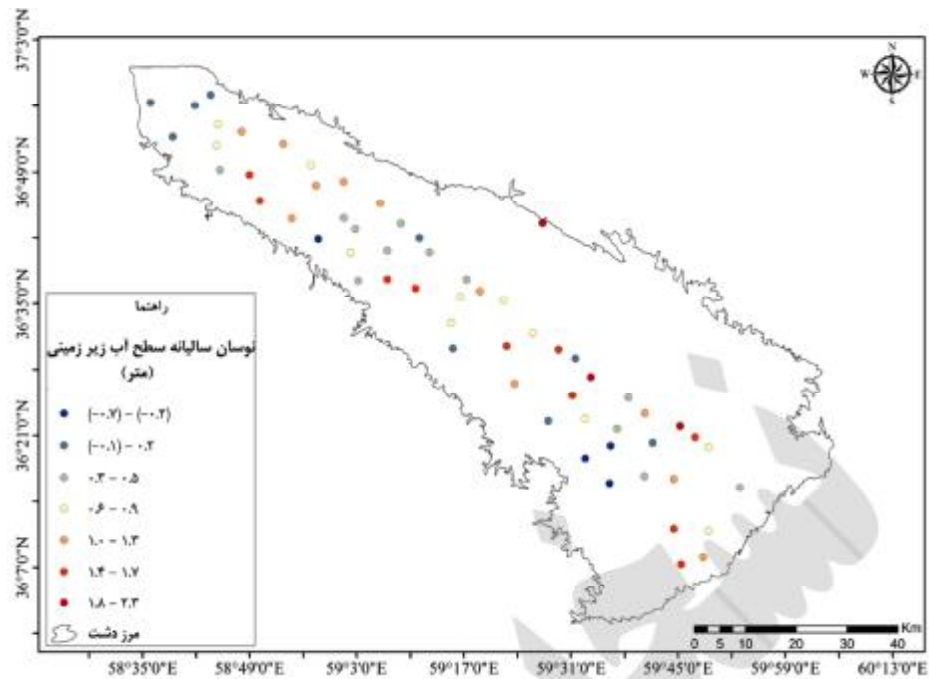 37°3'0"N
36°49'0"N
36°35'0"N
36°21'0"N
36°7'0"N
N
W E
S
راهنما
نوسان سالیانه سطح آب زیر زمینی
(متر)
(-۰.۷) - (-۰.۲)
(-۰.۱) - ۰.۲
۰.۳ - ۰.۵
۰.۶ - ۰.۹
۱.۰ - ۱.۳
۱.۴ - ۱.۷
۱.۸ - ۲.۳
مرز دشت
Km
0 5 10 20 30 40
58°35'0"E 58°49'0"E 59°3'0"E 59°17'0"E 59°31'0"E 59°45'0"E 59°59'0"E 60°13'0"E